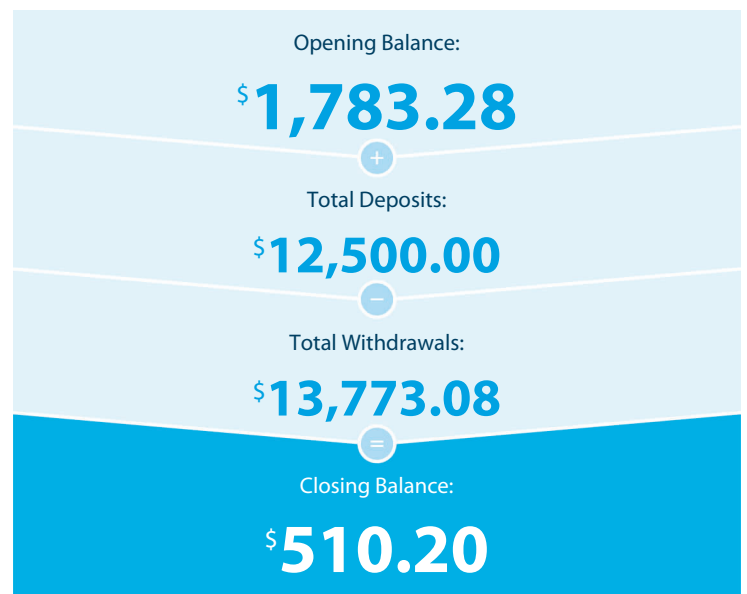 Opening Balance:
$1,783.28
+
Total Deposits:
$12,500.00
−
Total Withdrawals:
$13,773.08
=
Closing Balance:
$510.20